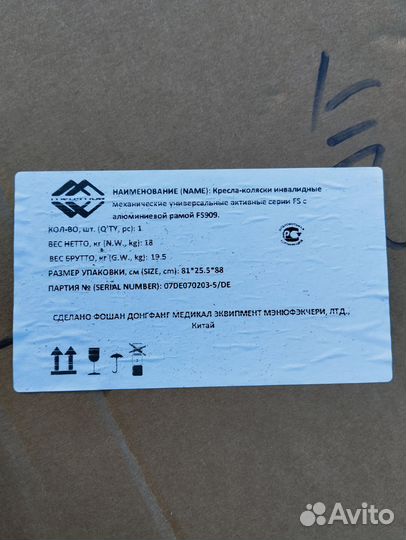 НАИМЕНОВАНИЕ (NAME): Кресла-коляски инвалидные
механические универсальные активные серии FS с
алюминиевой рамой FS909.
КОЛ-ВО, шт. (Q'TY, pc): 1
ВЕС НЕТТО, кг (N.W., kg): 18
ВЕС БРУТТО, кг (G.W., kg): 19.5
РАЗМЕР УПАКОВКИ, см (SIZE, cm): 81*25.5*88
ПАРТИЯ № (SERIAL NUMBER): 07DE070203-5/DE
СДЕЛАНО ФОШАН ДОНГФАНГ МЕДИКАЛ ЭКВИПМЕНТ МЭНЮФЭКЧЕРИ, ЛТД.,
Китай
Avito